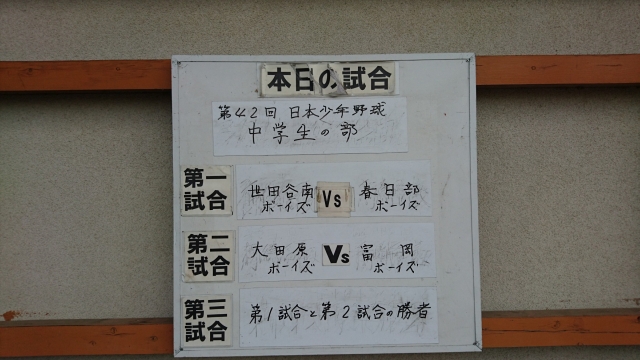 本日の試合
第42回 日本少年野球
中学生の部
第一試合
世田谷南ボーイズ Vs 春日部ボーイズ
第二試合
大田原ボーイズ Vs 富岡ボーイズ
第三試合
第1試合と第2試合の勝者